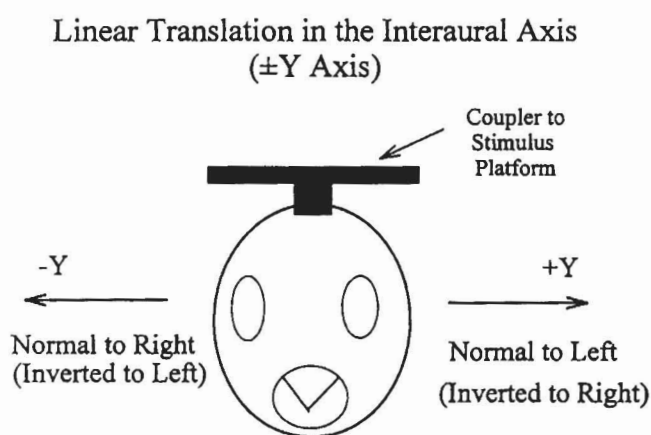 Linear Translation in the Interaural Axis
(±Y Axis)
Coupler to
Stimulus
Platform
-Y
+Y
Normal to Right
(Inverted to Left)
Normal to Left
(Inverted to Right)